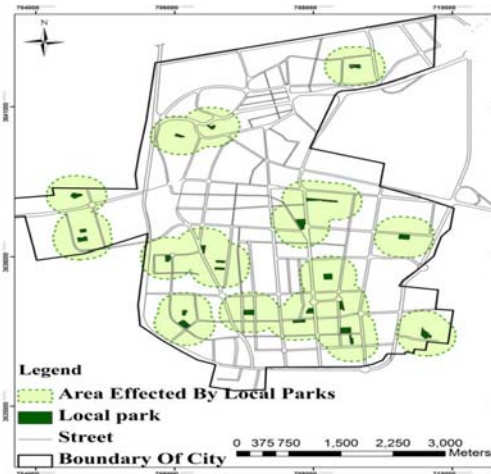 N
Legend
Area Effected By Local Parks
Local park
Street
Boundary Of City
0 375 750 1,500 2,250 3,000
Meters